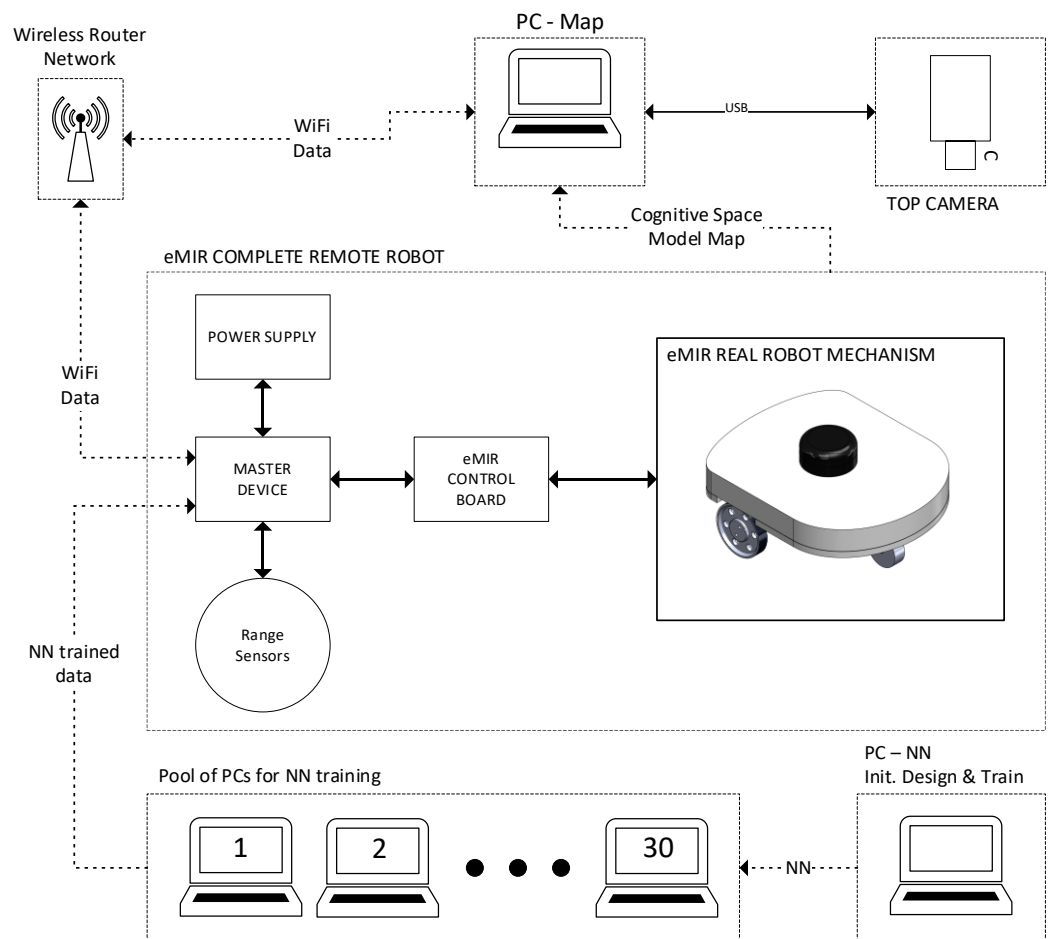 PC - Map
Wireless Router
Network
WiFi
Data
USB
C
TOP CAMERA
Cognitive Space
Model Map
eMIR COMPLETE REMOTE ROBOT
POWER SUPPLY
eMIR REAL ROBOT MECHANISM
WiFi
Data
MASTER
DEVICE
eMIR
CONTROL
BOARD
Range
Sensors
NN trained
data
PC – NN
Init. Design & Train
Pool of PCs for NN training
1
2
30
NN